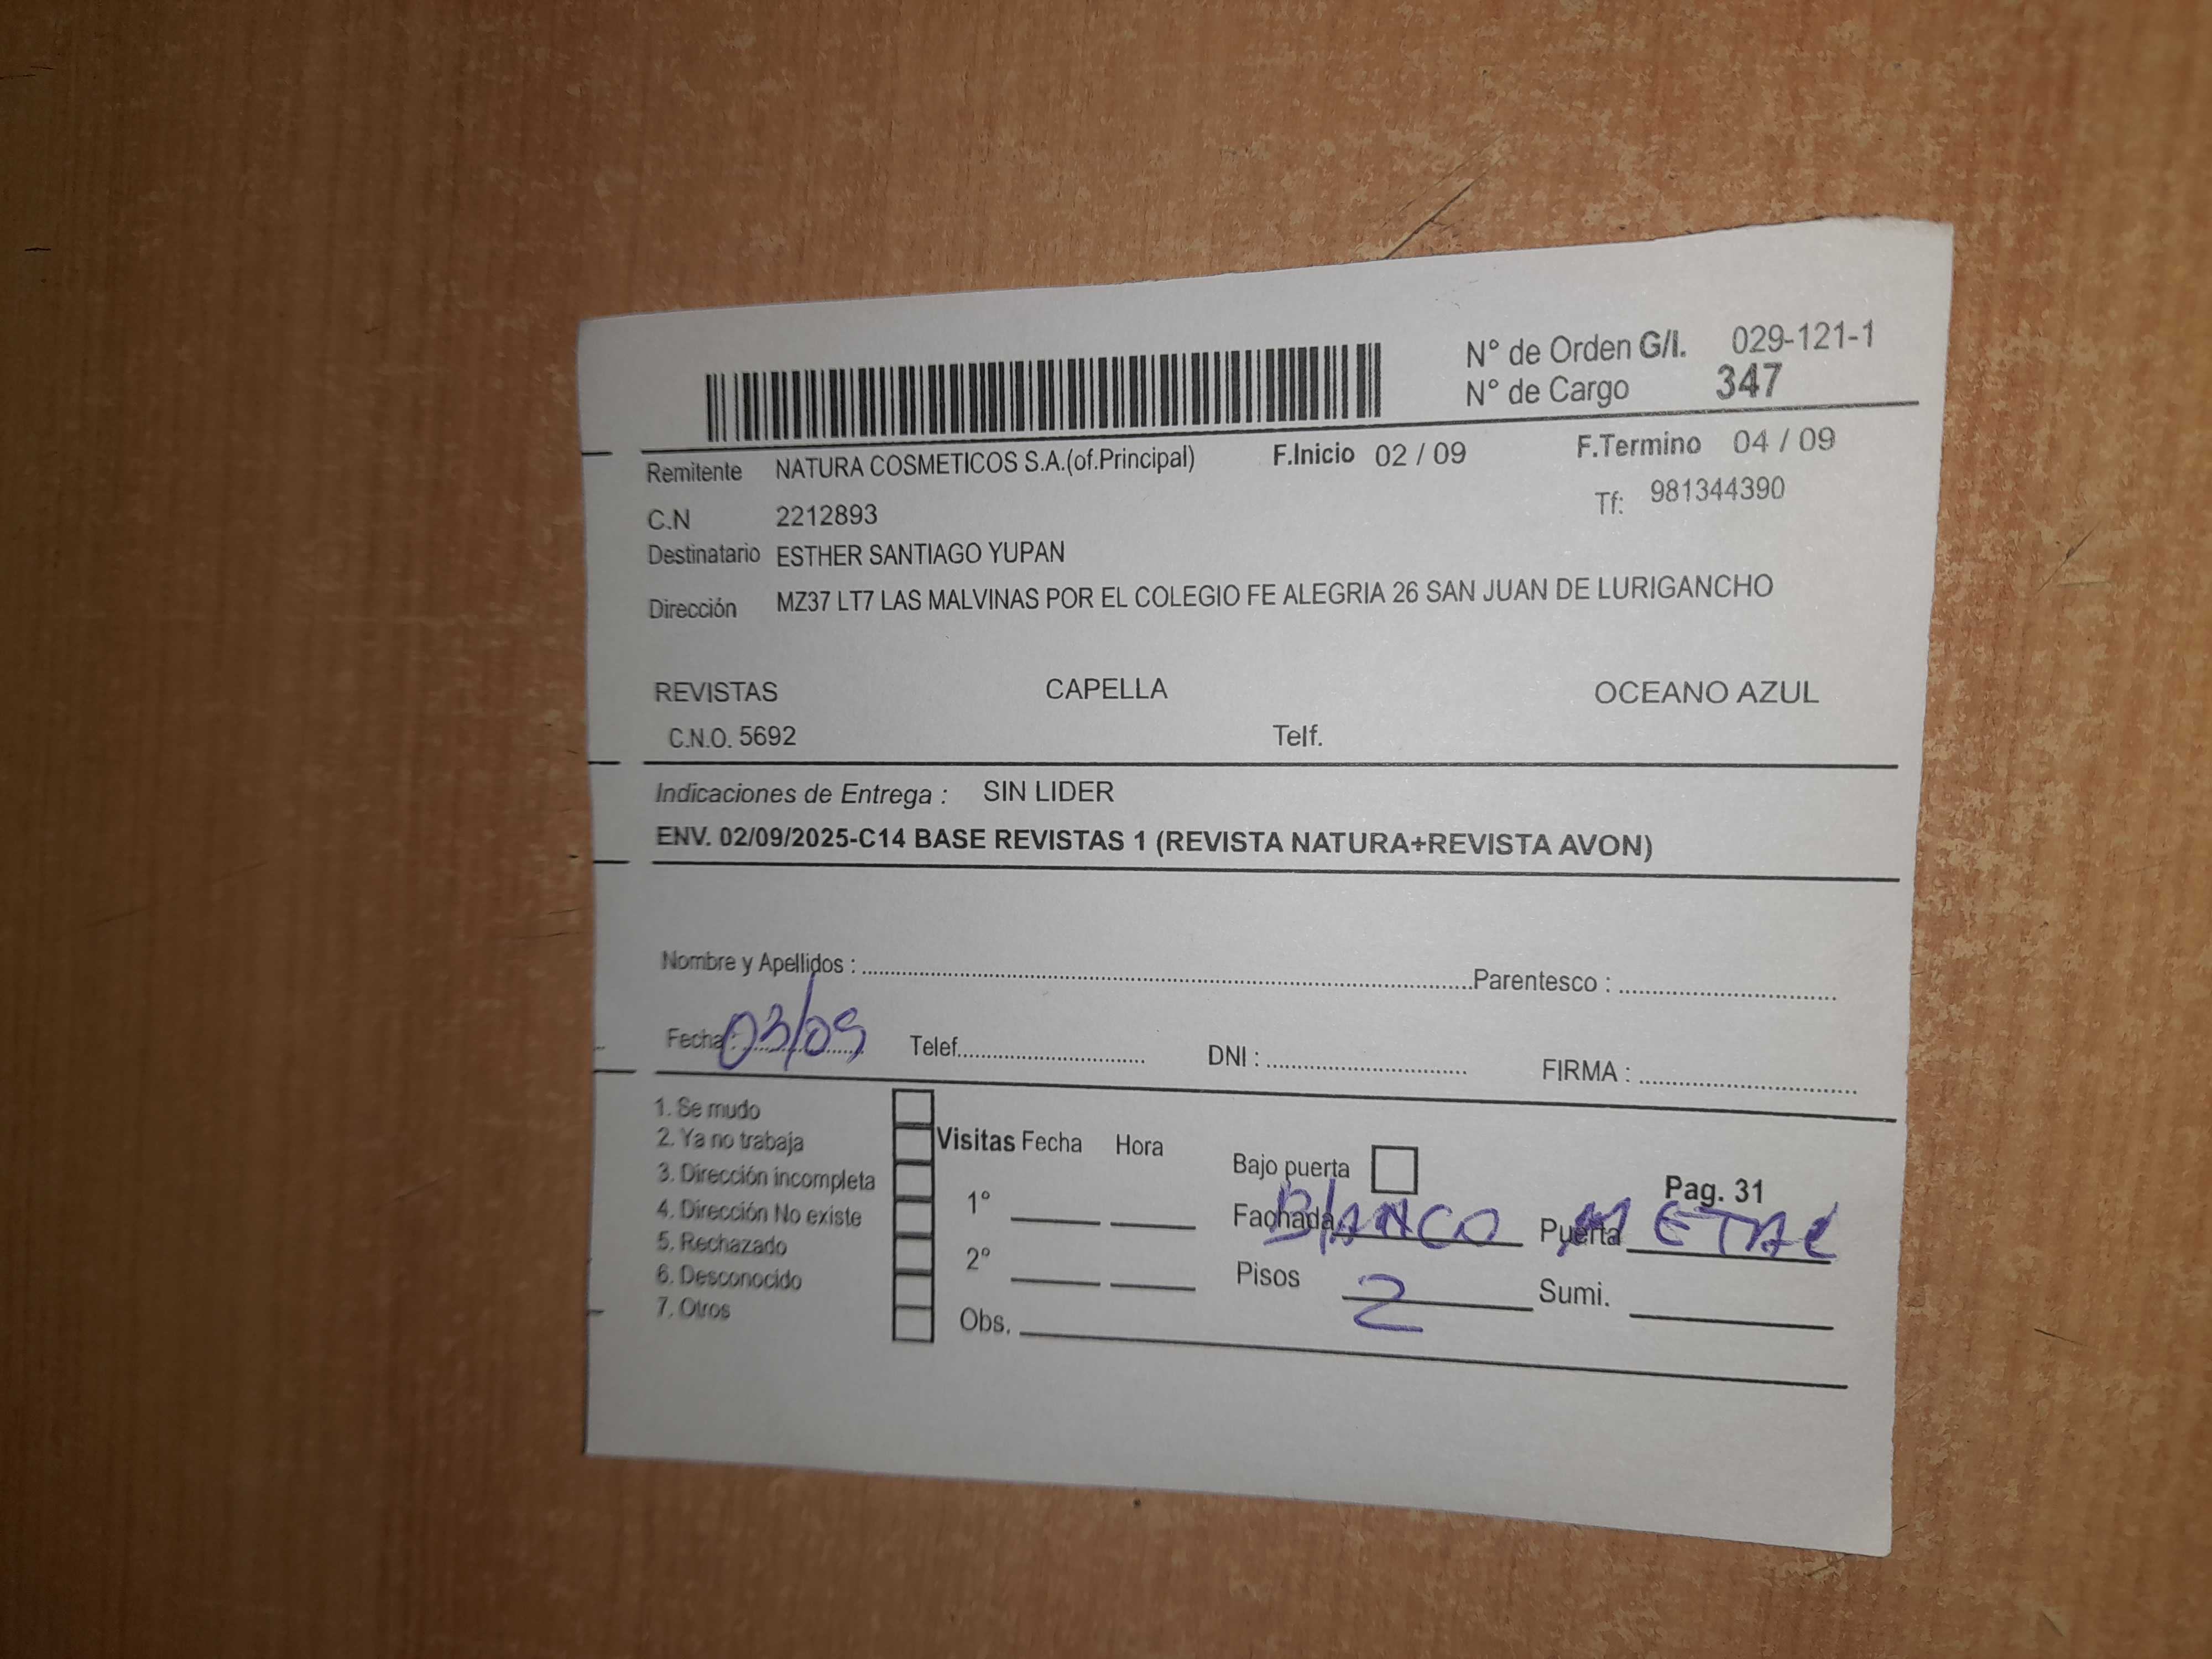 N° de Orden G/I. 029-121-1
N° de Cargo 347
Remitente NATURA COSMETICOS S.A.(of.Principal) F.Inicio 02 / 09 F.Termino 04 / 09
C.N 2212893 Tf: 981344390
Destinatario ESTHER SANTIAGO YUPAN
Dirección MZ37 LT7 LAS MALVINAS POR EL COLEGIO FE ALEGRIA 26 SAN JUAN DE LURIGANCHO
REVISTAS CAPELLA OCEANO AZUL
C.N.O. 5692 Telf.
Indicaciones de Entrega : SIN LIDER
ENV. 02/09/2025-C14 BASE REVISTAS 1 (REVISTA NATURA+REVISTA AVON)
Nombre y Apellidos : Parentesco :
Fecha : 03/09 Telef. DNI : FIRMA :
1. Se mudo
2. Ya no trabaja
3. Dirección incompleta
4. Dirección No existe
5. Rechazado
6. Desconocido
7. Otros
Visitas Fecha Hora
1°
2°
Obs.
Bajo puerta Pag. 31
Fachada BlANCO Puerta METAL
Pisos 2 Sumi.